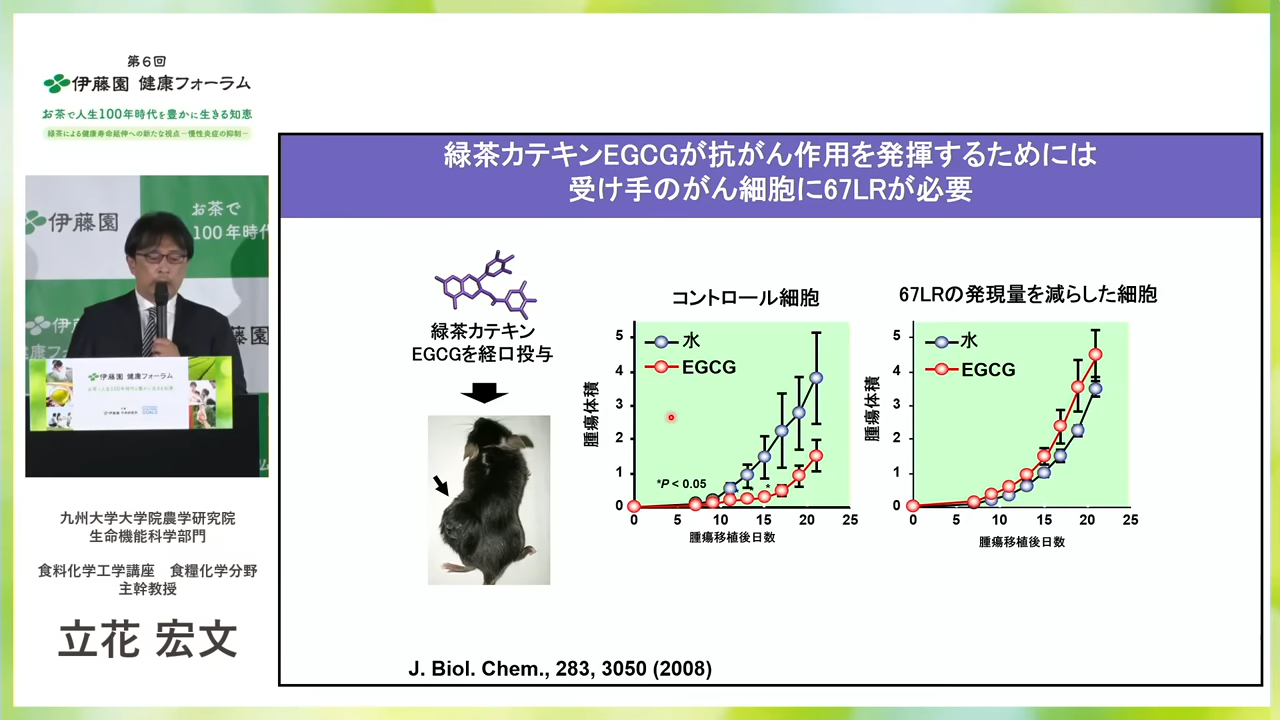 第6回
伊藤園 健康フォーラム
お茶で人生100年時代を豊かに生きる知恵
緑茶による健康寿命延伸への新たな視点－慢性炎症の抑制－
伊藤園
お茶で
100年時代
伊藤園
健康フォーラム
九州大学大学院農学研究院
生命機能科学部門
食料化学工学講座 食糧化学分野
主幹教授
立花 宏文
緑茶カテキンEGCGが抗がん作用を発揮するためには
受け手のがん細胞に67LRが必要
緑茶カテキン
EGCGを経口投与
コントロール細胞
水
EGCG
腫瘍体積
5
4
3
2
1
0
*P < 0.05
*
0 5 10 15 20 25
腫瘍移植後日数
67LRの発現量を減らした細胞
水
EGCG
腫瘍体積
5
4
3
2
1
0
0 5 10 15 20 25
腫瘍移植後日数
J. Biol. Chem., 283, 3050 (2008)